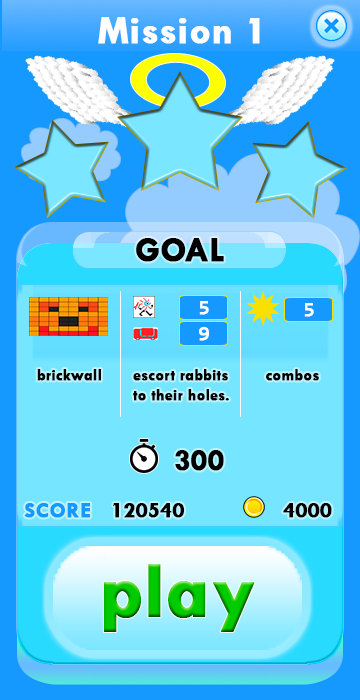 Mission 1
GOAL
5
9
5
brickwall
escort rabbits
to their holes.
combos
300
SCORE 120540 4000
play